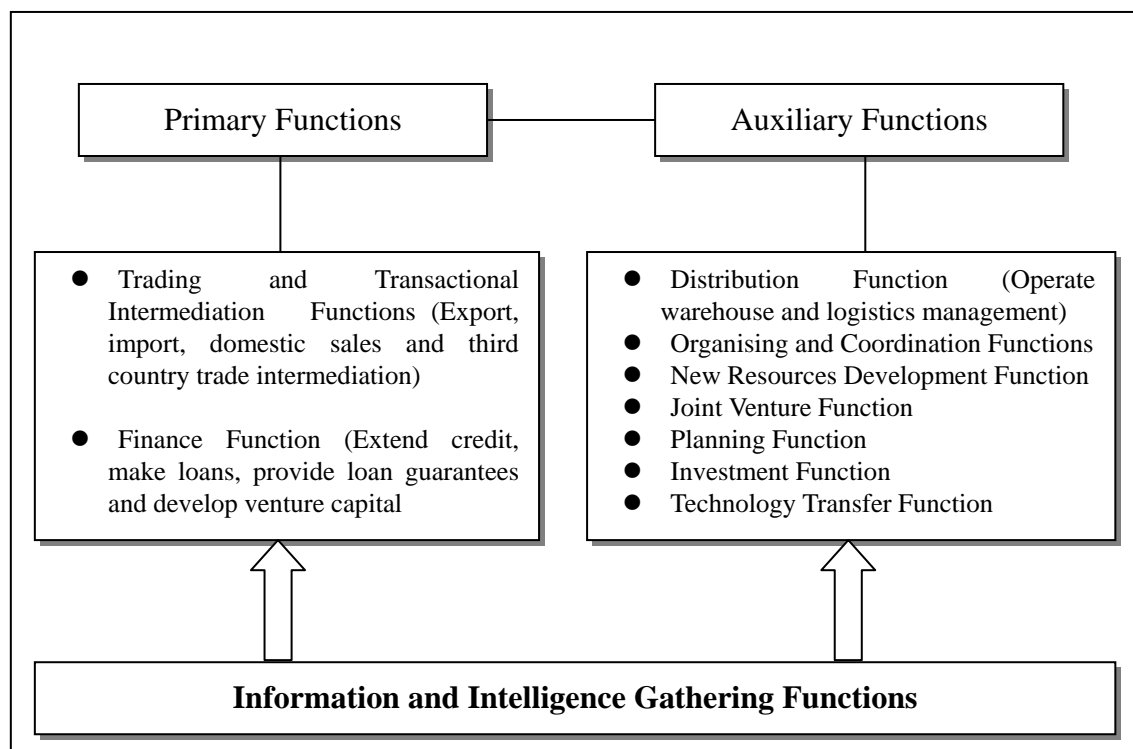 Primary Functions
Auxiliary Functions
● Trading and Transactional
Intermediation Functions (Export,
import, domestic sales and third
country trade intermediation)
● Finance Function (Extend credit,
make loans, provide loan guarantees
and develop venture capital
● Distribution Function (Operate
warehouse and logistics management)
● Organising and Coordination Functions
● New Resources Development Function
● Joint Venture Function
● Planning Function
● Investment Function
● Technology Transfer Function
Information and Intelligence Gathering Functions